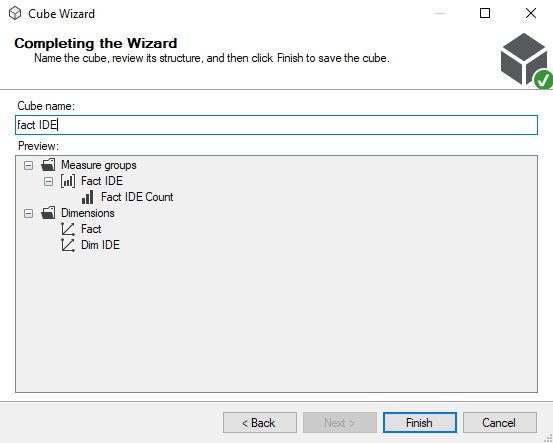 Cube Wizard
Completing the Wizard
Name the cube, review its structure, and then click Finish to save the cube.
Cube name:
fact IDE
Preview:
Measure groups
Fact IDE
Fact IDE Count
Dimensions
Fact
Dim IDE
< Back
Next >
Finish
Cancel